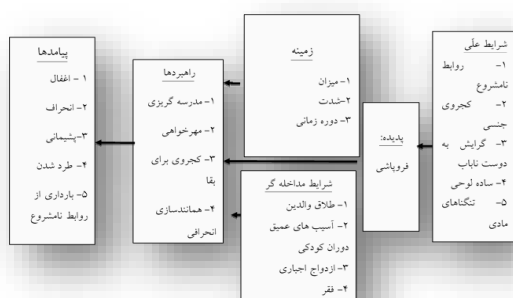 شرایط علّی
۱- روابط
نامشروع
۲- کجروی
جنسی
۳- گرایش به
دوست ناباب
۴- ساده لوحی
۵- تنگناهای
مادی
پدیده:
فروپاشی
زمینه
۱-میزان
۲-شدت
۳- دوره زمانی
شرایط مداخله گر
۱- طلاق والدین
۲- آسیب های عمیق
دوران کودکی
۳-ازدواج اجباری
۴- فقر
راهبردها
۱-مدرسه گریزی
۲- مهرخواهی
۳- کجروی برای
بقا
۴- همانندسازی
انحرافی
پیامدها
۱ - اغفال
۲- انحراف
۳-پشیمانی
۴- طرد شدن
۵- بارداری از
روابط نامشروع